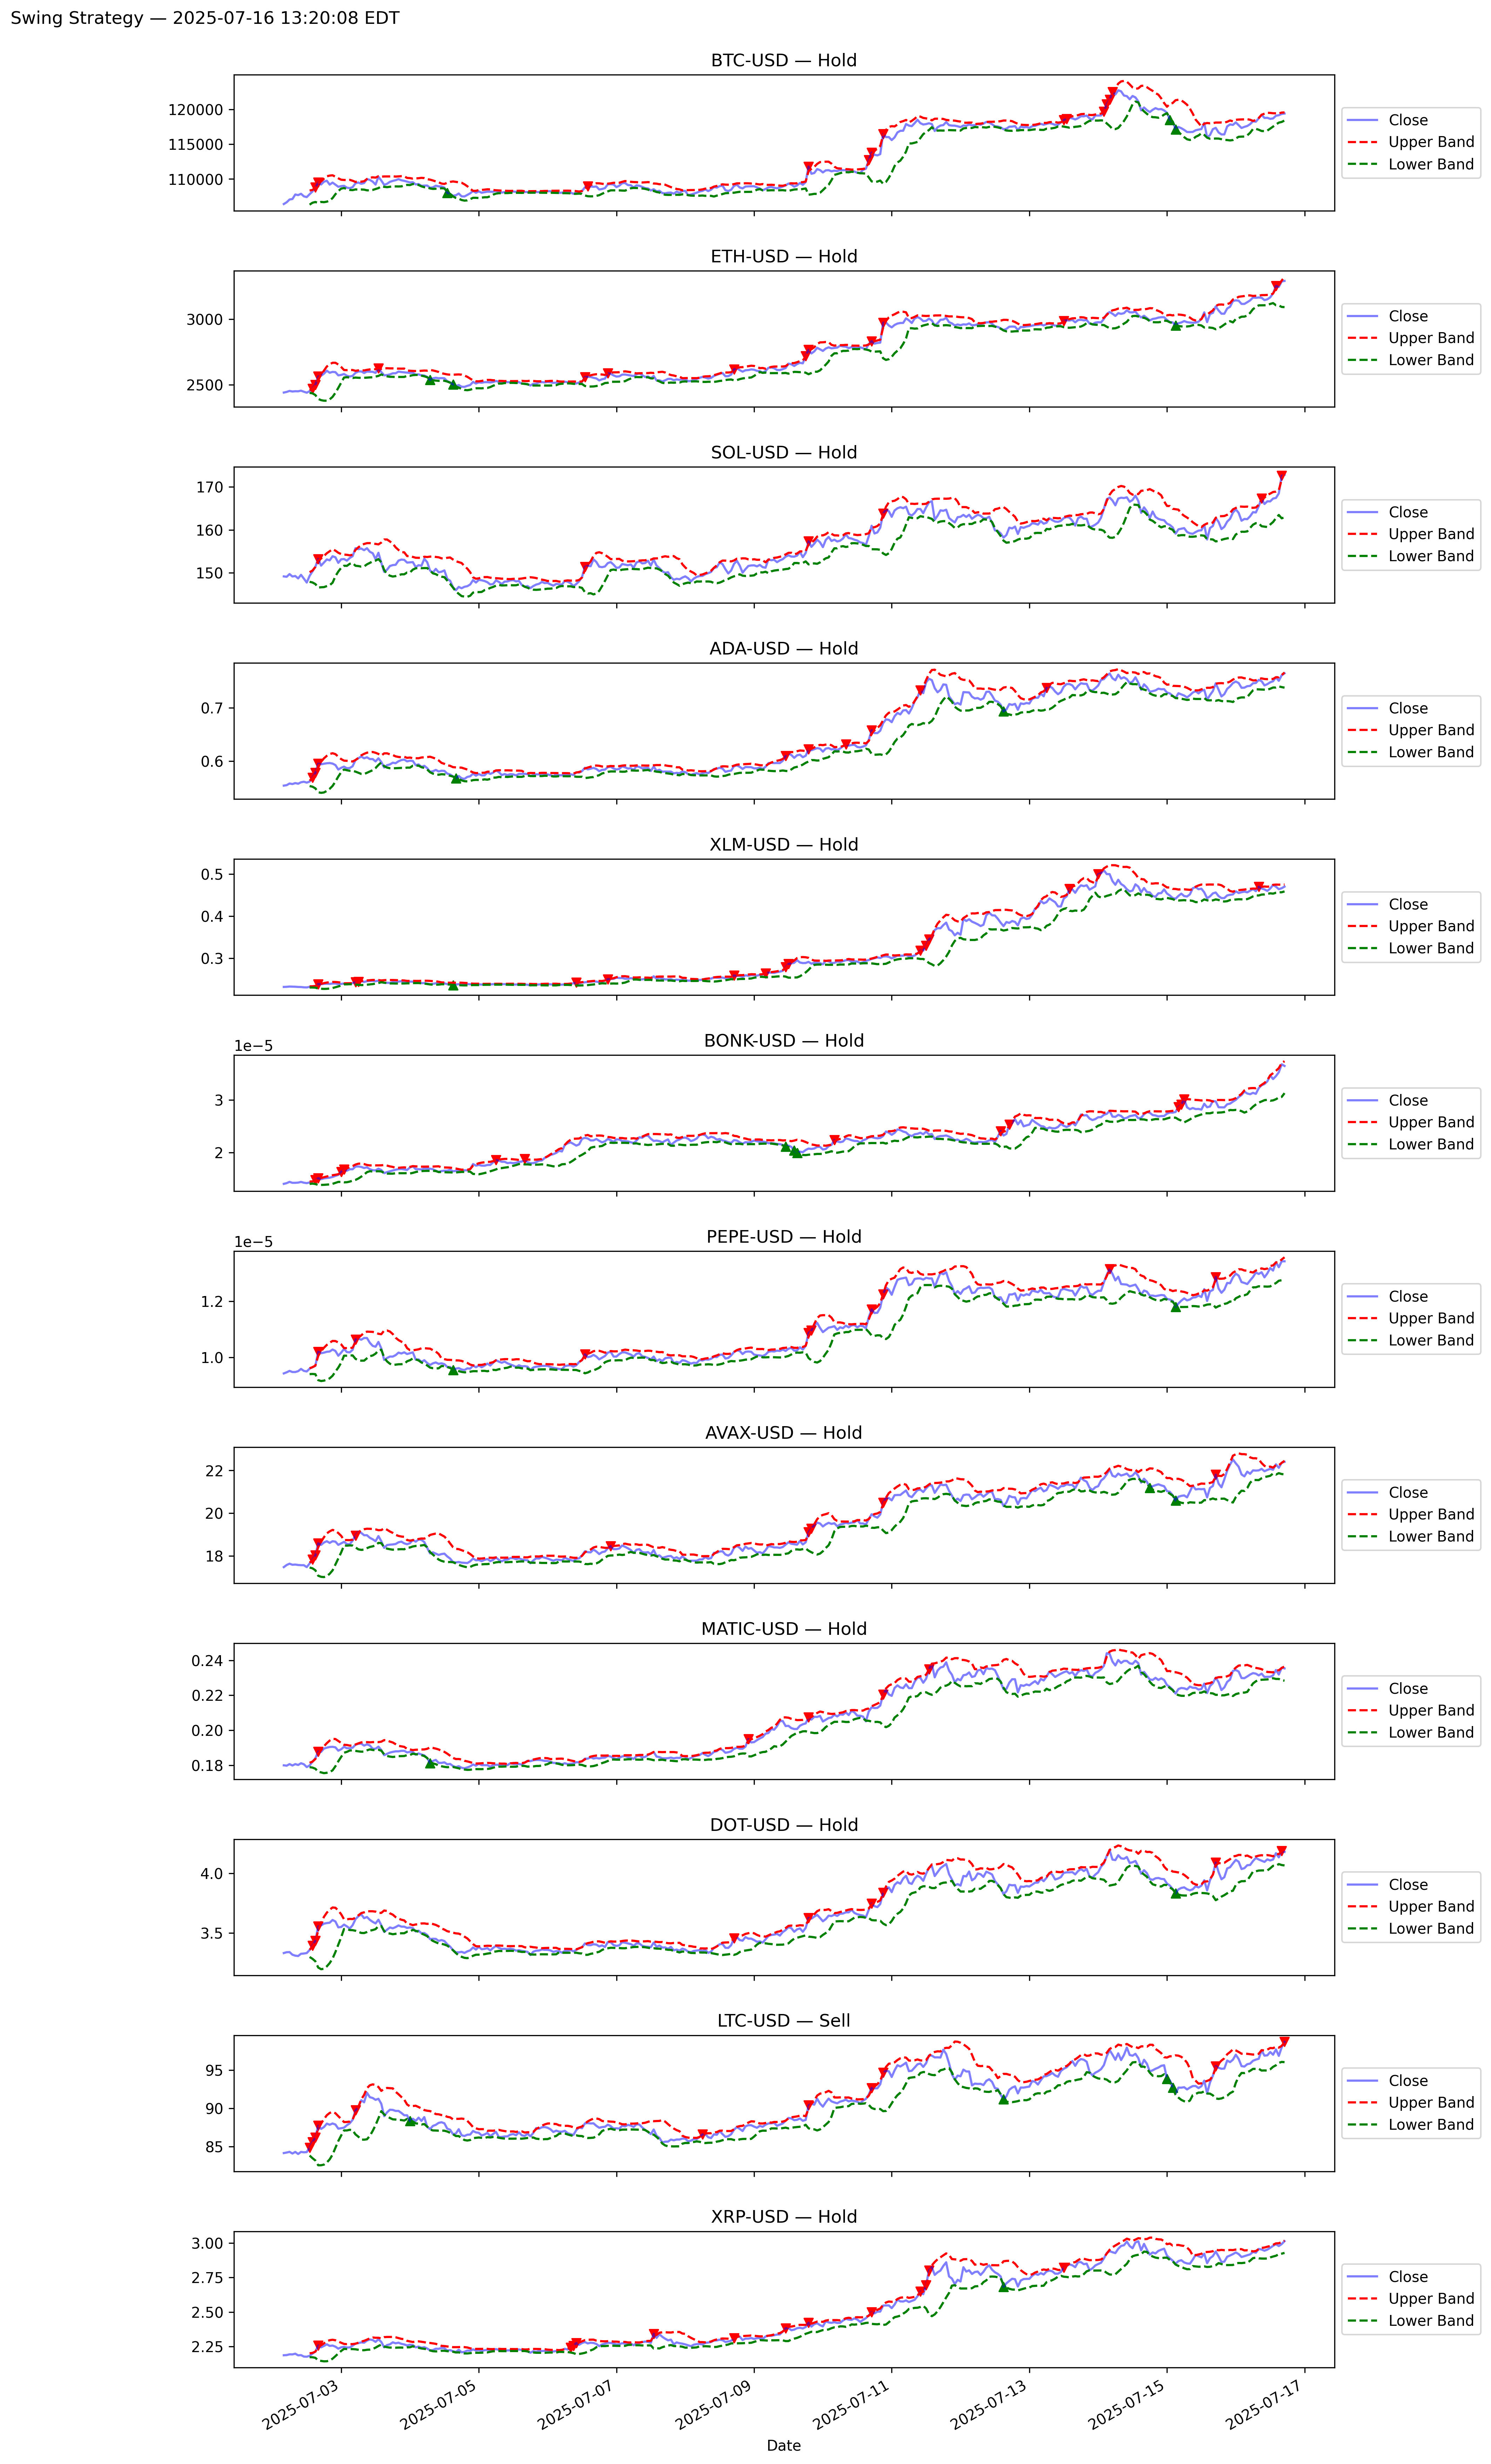 Swing Strategy — 2025-07-16 13:20:08 EDT
BTC-USD — Hold
120000
115000
110000
Close
Upper Band
Lower Band
ETH-USD — Hold
3000
2500
Close
Upper Band
Lower Band
SOL-USD — Hold
170
160
150
Close
Upper Band
Lower Band
ADA-USD — Hold
0.7
0.6
Close
Upper Band
Lower Band
XLM-USD — Hold
0.5
0.4
0.3
Close
Upper Band
Lower Band
BONK-USD — Hold
1e−5
3
2
Close
Upper Band
Lower Band
PEPE-USD — Hold
1e−5
1.2
1.0
Close
Upper Band
Lower Band
AVAX-USD — Hold
22
20
18
Close
Upper Band
Lower Band
MATIC-USD — Hold
0.24
0.22
0.20
0.18
Close
Upper Band
Lower Band
DOT-USD — Hold
4.0
3.5
Close
Upper Band
Lower Band
LTC-USD — Sell
95
90
85
Close
Upper Band
Lower Band
XRP-USD — Hold
3.00
2.75
2.50
2.25
Close
Upper Band
Lower Band
2025-07-03
2025-07-05
2025-07-07
2025-07-09
2025-07-11
2025-07-13
2025-07-15
2025-07-17
Date